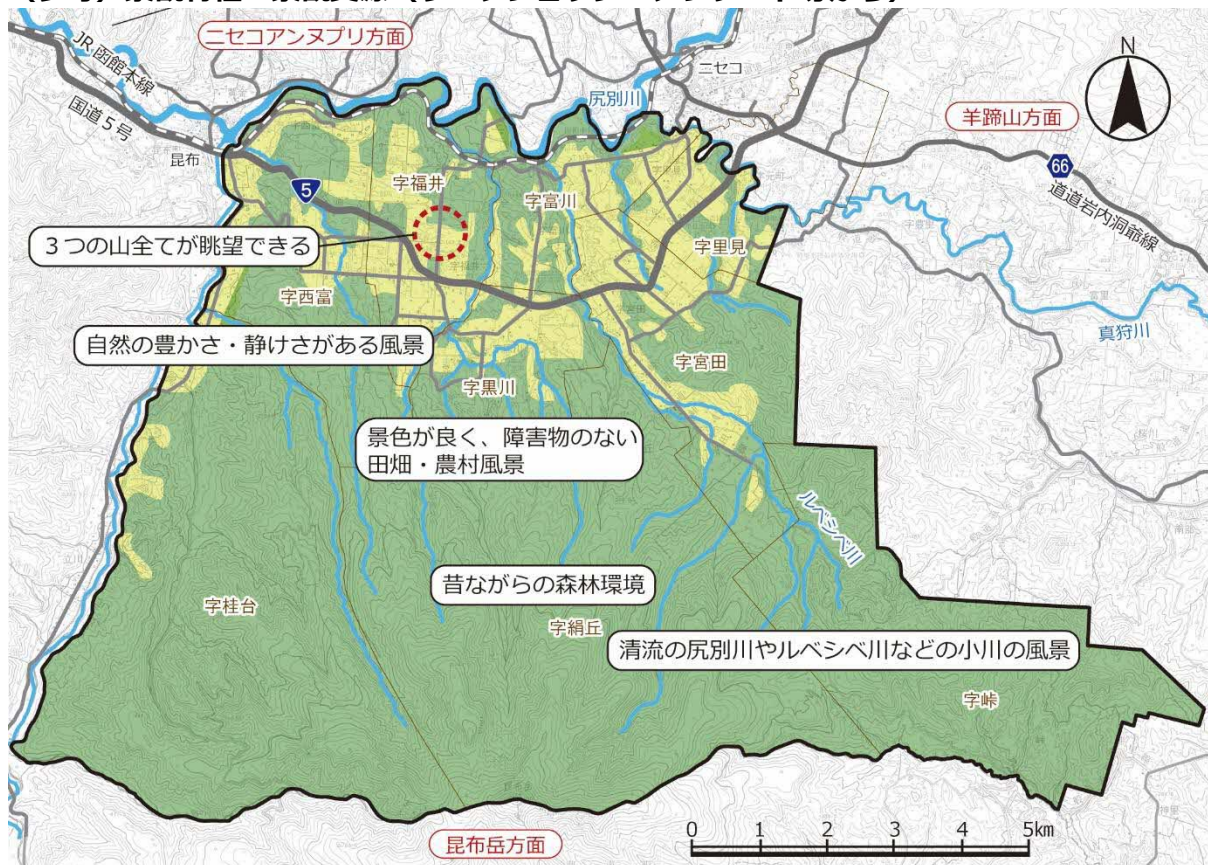 ニセコアンヌプリ方面
JR函館本線
国道5号
昆布
5
尻別川
ニセコ
N
羊蹄山方面
66
道道岩内洞爺線
真狩川
字福井
字富川
字里見
3つの山全てが眺望できる
字西富
自然の豊かさ・静けさがある風景
字宮田
字黒川
景色が良く、障害物のない
田畑・農村風景
ルベシベ川
昔ながらの森林環境
字桂台
字絹丘
清流の尻別川やルベシベ川などの小川の風景
字峠
昆布岳方面
0 1 2 3 4 5km